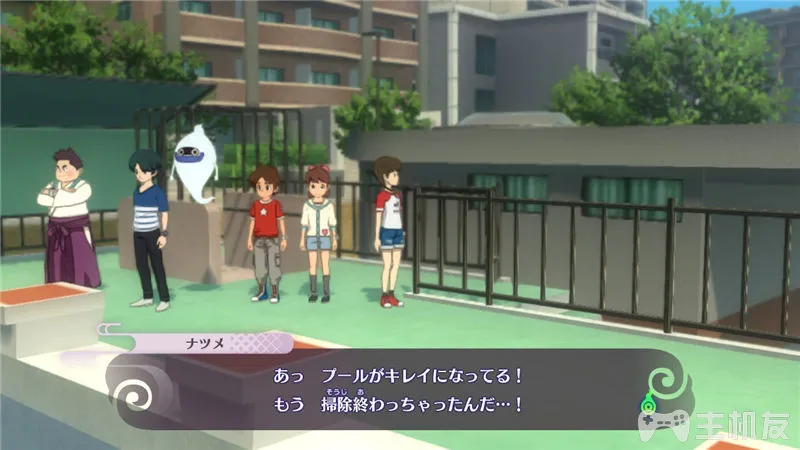 ナツメ
あっ　プールがキレイになってる！
もう　掃除終わっちゃったんだ…！
そうじ　お
主机友